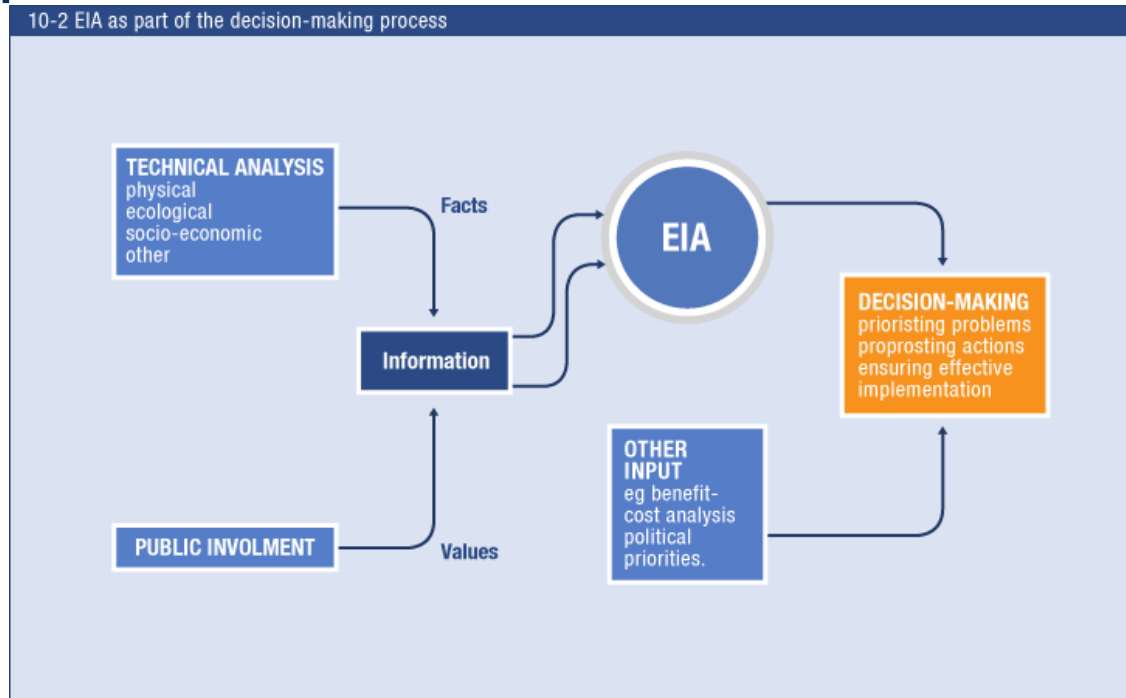 10-2 EIA as part of the decision-making process
TECHNICAL ANALYSIS
physical
ecological
socio-economic
other
Facts
EIA
Information
DECISION-MAKING
prioristing problems
proprosting actions
ensuring effective
implementation
OTHER
INPUT
eg benefit-
cost analysis
political
priorities.
PUBLIC INVOLMENT
Values